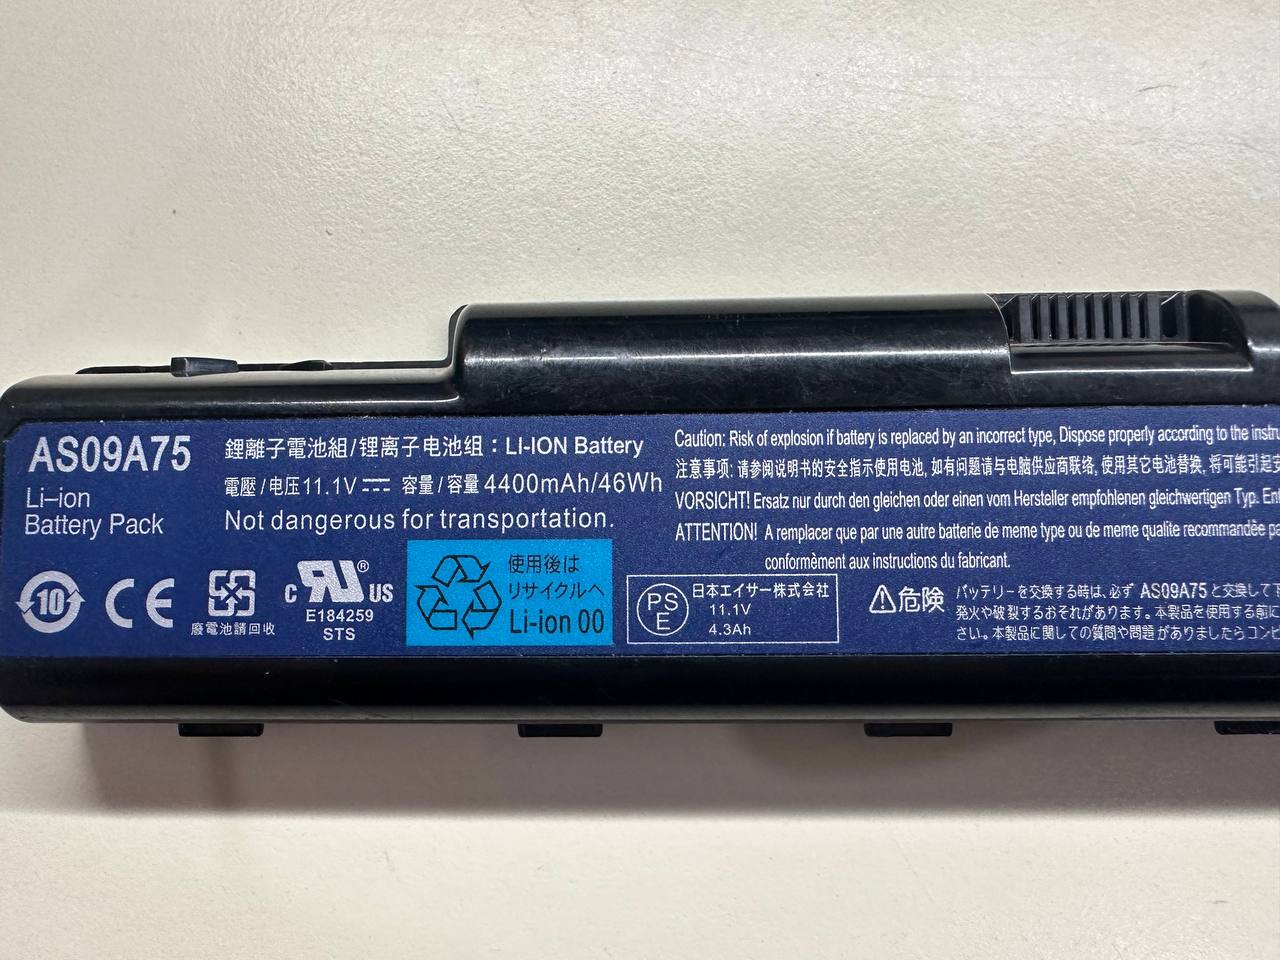 AS09A75
Li-ion
Battery Pack
鋰離子電池組/锂离子电池组：LI-ION Battery
電壓/电压11.1V 容量/容量 4400mAh/46Wh
Not dangerous for transportation.
10
CE
廢電池請回收
C RU® US
E184259
STS
使用後は
リサイクルへ
Li-ion 00
PS
E
日本エイサー株式会社
11.1V
4.3Ah
Caution: Risk of explosion if battery is replaced by an incorrect type, Dispose properly according to the instru
注意事项: 请参阅说明书的安全指示使用电池, 如有问题请与电脑供应商联络, 使用其它电池替换, 将可能引起
VORSICHT! Ersatz nur durch den gleichen oder einen vom Hersteller empfohlenen gleichwertigen Typ. Ent
ATTENTION! A remplacer que par une autre batterie de meme type ou de meme qualite recommandée pa
conformèment aux instructions du fabricant.
危険
バッテリーを交換する時は、必ず AS09A75 と交換して下
発火や破裂するおそれがあります。本製品を使用する前に
さい。本製品に関しての質問や問題がありましたらコンピ